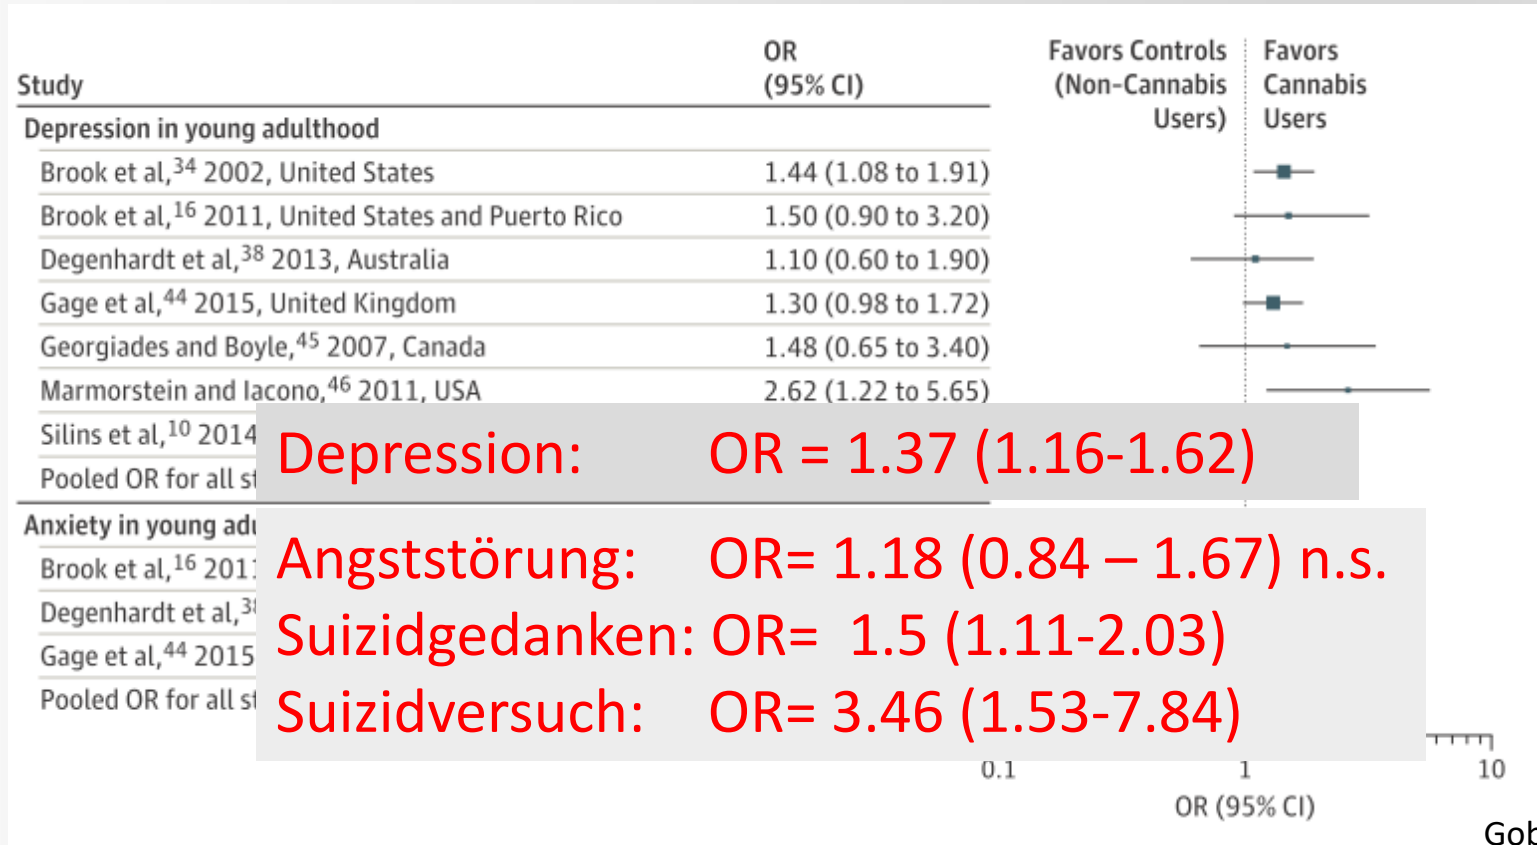 OR
Study (95% CI)
Favors Controls
(Non-Cannabis
Users)
Favors
Cannabis
Users
Depression in young adulthood
Brook et al,34 2002, United States 1.44 (1.08 to 1.91)
Brook et al,16 2011, United States and Puerto Rico 1.50 (0.90 to 3.20)
Degenhardt et al,38 2013, Australia 1.10 (0.60 to 1.90)
Gage et al,44 2015, United Kingdom 1.30 (0.98 to 1.72)
Georgiades and Boyle,45 2007, Canada 1.48 (0.65 to 3.40)
Marmorstein and Iacono,46 2011, USA 2.62 (1.22 to 5.65)
Silins et al,10 2014
Pooled OR for all
Depression: OR = 1.37 (1.16-1.62)
Anxiety in young
Brook et al,16
Degenhardt et al,
Gage et al,44 2015
Pooled OR for all
Angststörung: OR= 1.18 (0.84 – 1.67) n.s.
Suizidgedanken: OR= 1.5 (1.11-2.03)
Suizidversuch: OR= 3.46 (1.53-7.84)
0.1 1 10
OR (95% CI)